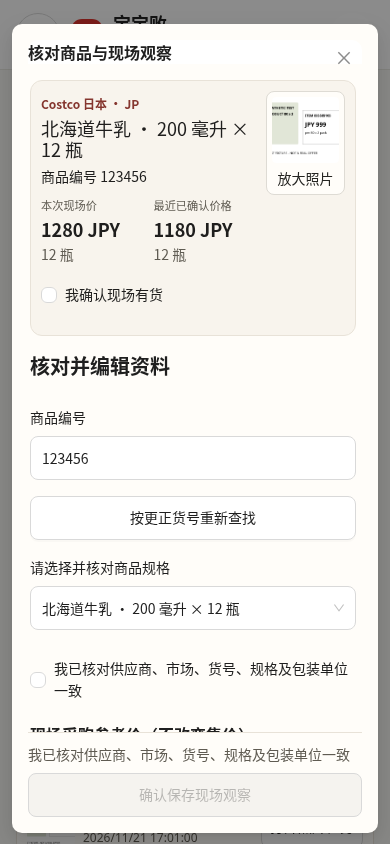 核对商品与现场观察
Costco 日本 · JP
北海道牛乳 · 200 毫升 ×
12 瓶
商品编号 123456
放大照片
JPY 999
本次现场价
最近已确认价格
1280 JPY
1180 JPY
12 瓶
12 瓶
我确认现场有货
核对并编辑资料
商品编号
123456
按更正货号重新查找
请选择并核对商品规格
北海道牛乳 · 200 毫升 × 12 瓶
我已核对供应商、市场、货号、规格及包装单位
一致
我已核对供应商、市场、货号、规格及包装单位一致
确认保存现场观察
2026/11/21 17:01:00